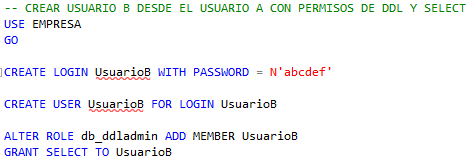 -- CREAR USUARIO B DESDE EL USUARIO A CON PERMISOS DE DDL Y SELECT
USE EMPRESA
GO
CREATE LOGIN UsuarioB WITH PASSWORD = N'abcdef'
CREATE USER UsuarioB FOR LOGIN UsuarioB
ALTER ROLE db_ddladmin ADD MEMBER UsuarioB
GRANT SELECT TO UsuarioB